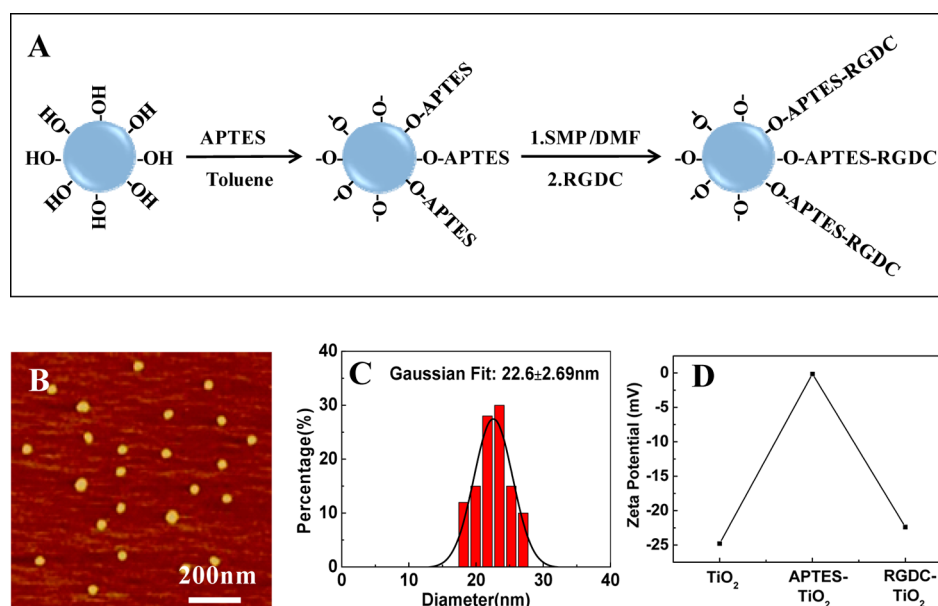 A
HO
HO
OH
HO
OH
HO
OH
OH
APTES
Toluene
-O
O-
O-APTES
-O-
-O-APTES
O-
O-
O-APTES
1.SMP/DMF
2.RGDC
-O
O-
O-APTES-RGDC
-O-
-O-APTES-RGDC
O-
O-
O-APTES-RGDC
B
200nm
C
Gaussian Fit: 22.6±2.69nm
Percentage(%)
40
30
20
10
0
0 10 20 30 40
Diameter(nm)
D
Zeta Potential (mV)
0
-5
-10
-15
-20
-25
TiO₂ APTES- RGDC-
TiO₂ TiO₂